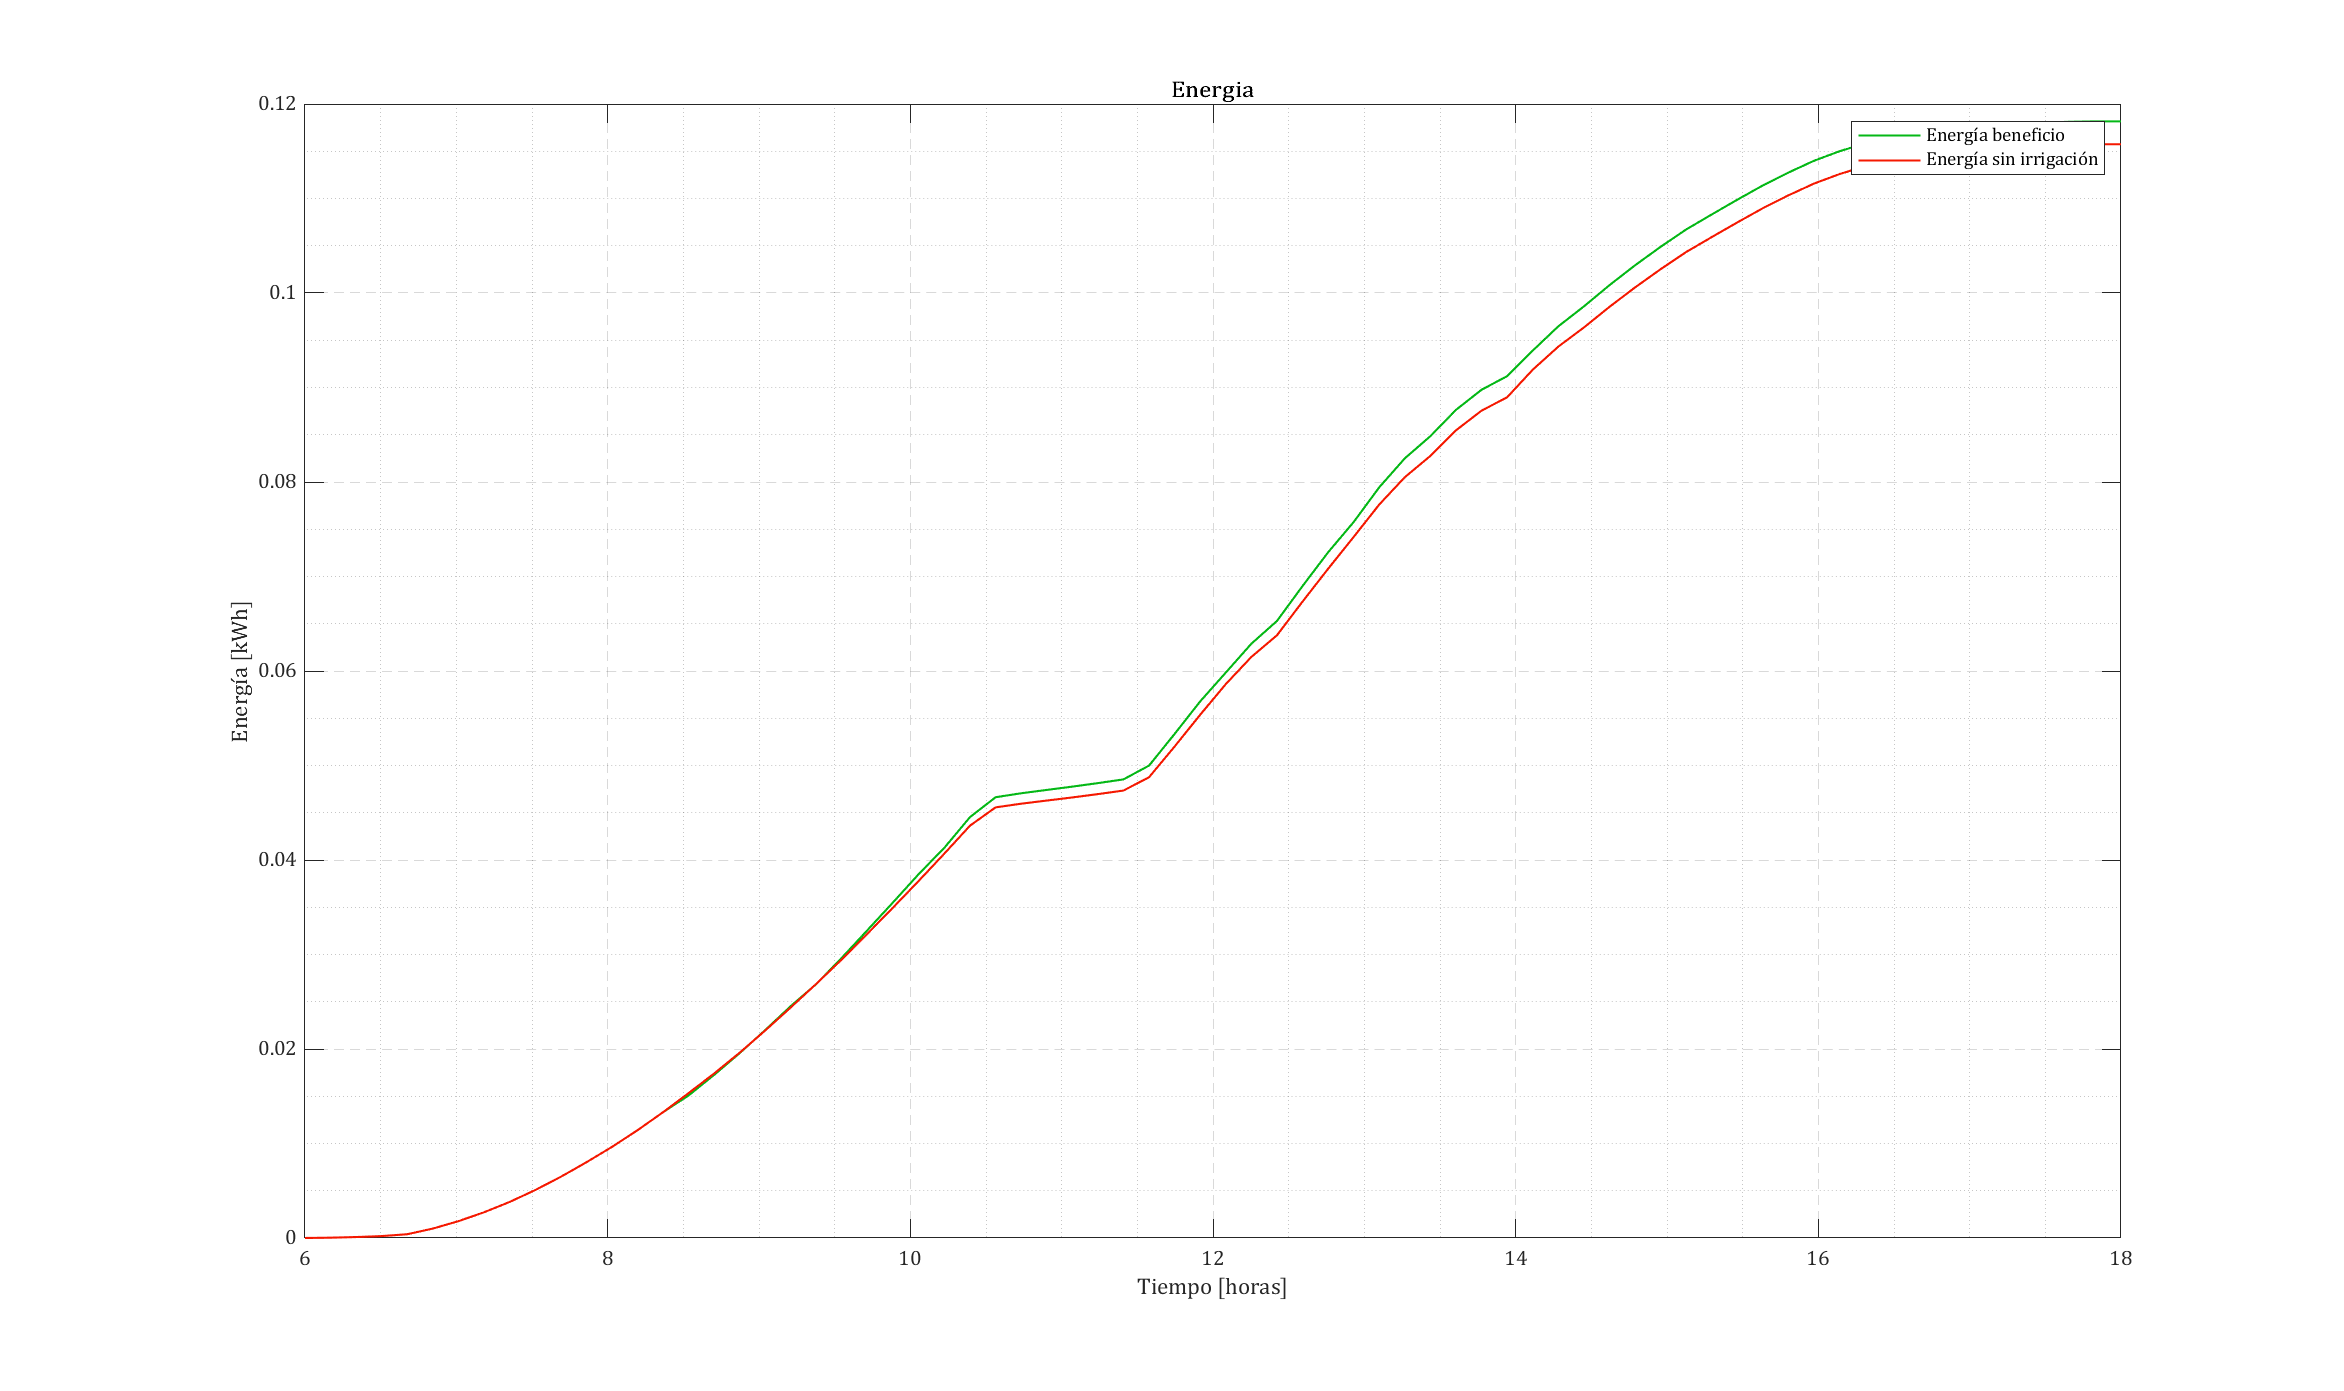 Energia
0.12
0.1
0.08
0.06
0.04
0.02
0
Energía [kWh]
6 8 10 12 14 16 18
Tiempo [horas]
Energía beneficio
Energía sin irrigación